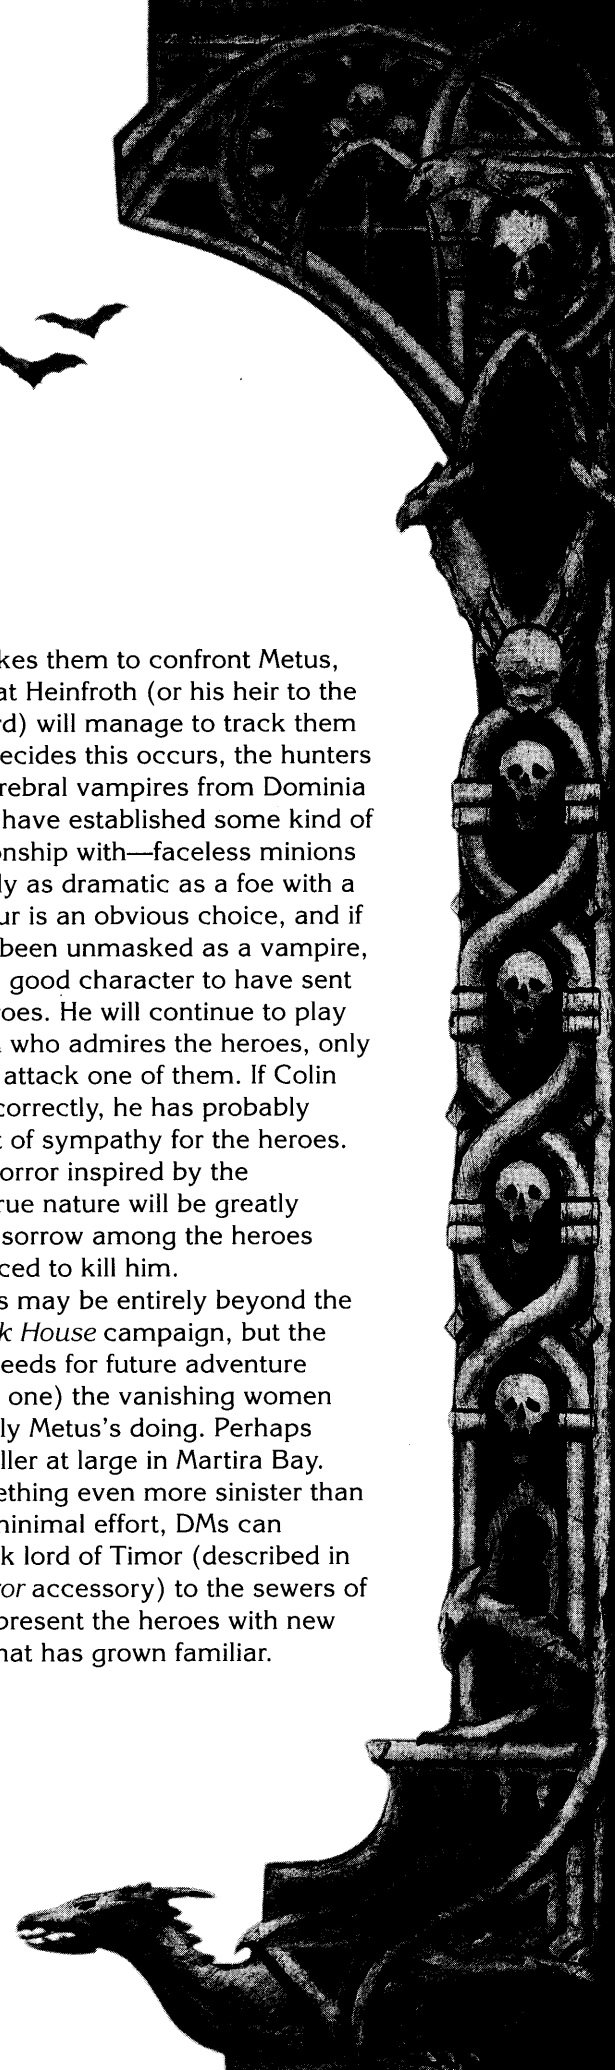 kes them to confront Metus,
at Heinfroth (or his heir to the
rd) will manage to track them
ecides this occurs, the hunters
rebral vampires from Dominia
have established some kind of
onship with—faceless minions
ly as dramatic as a foe with a
ur is an obvious choice, and if
been unmasked as a vampire,
good character to have sent
oes. He will continue to play
who admires the heroes, only
attack one of them. If Colin
correctly, he has probably
t of sympathy for the heroes.
orror inspired by the
rue nature will be greatly
sorrow among the heroes
ced to kill him.
s may be entirely beyond the
k House campaign, but the
eeds for future adventure
one) the vanishing women
ly Metus's doing. Perhaps
ller at large in Martira Bay.
ething even more sinister than
minimal effort, DMs can
k lord of Timor (described in
or accessory) to the sewers of
present the heroes with new
hat has grown familiar.